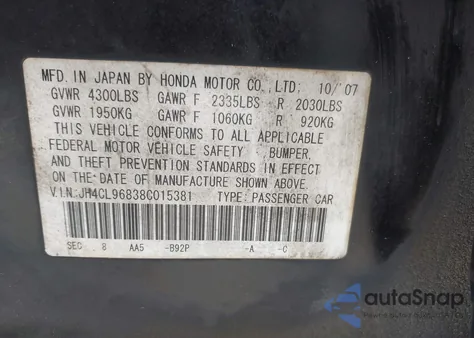 MFD. IN JAPAN BY HONDA MOTOR CO., LTD; 10/'07
GVWR 4300LBS GAWR F 2335LBS R 2030LBS
GVWR 1950KG GAWR F 1060KG R 920KG
THIS VEHICLE CONFORMS TO ALL APPLICABLE
FEDERAL MOTOR VEHICLE SAFETY, BUMPER,
AND THEFT PREVENTION STANDARDS IN EFFECT
ON THE DATE OF MANUFACTURE SHOWN ABOVE.
V.I.N: JH4CL96838C015381 TYPE: PASSENGER CAR
SEC 8 AA5 -B92P -A -C
autoSnap